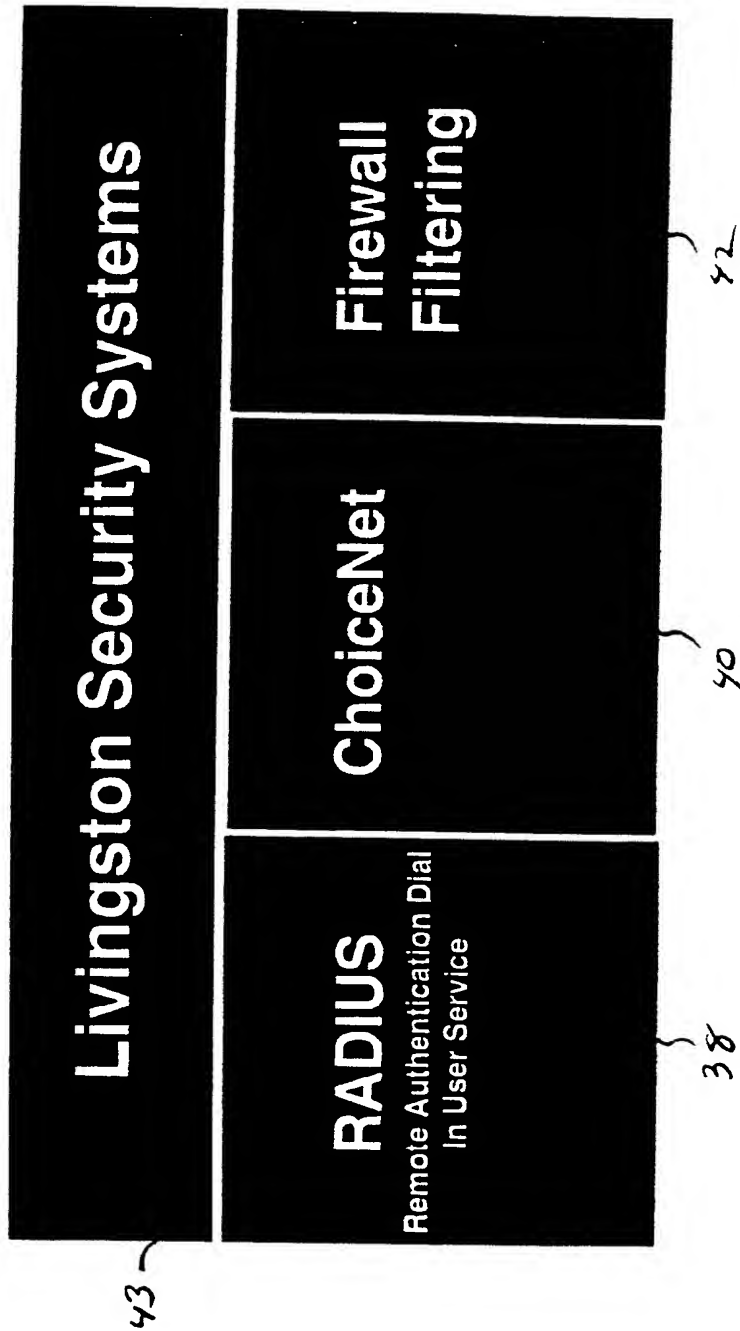 Livingston Security Systems
RADIUS
Remote Authentication Dial
In User Service
ChoiceNet
Firewall
Filtering
43
38
40
42